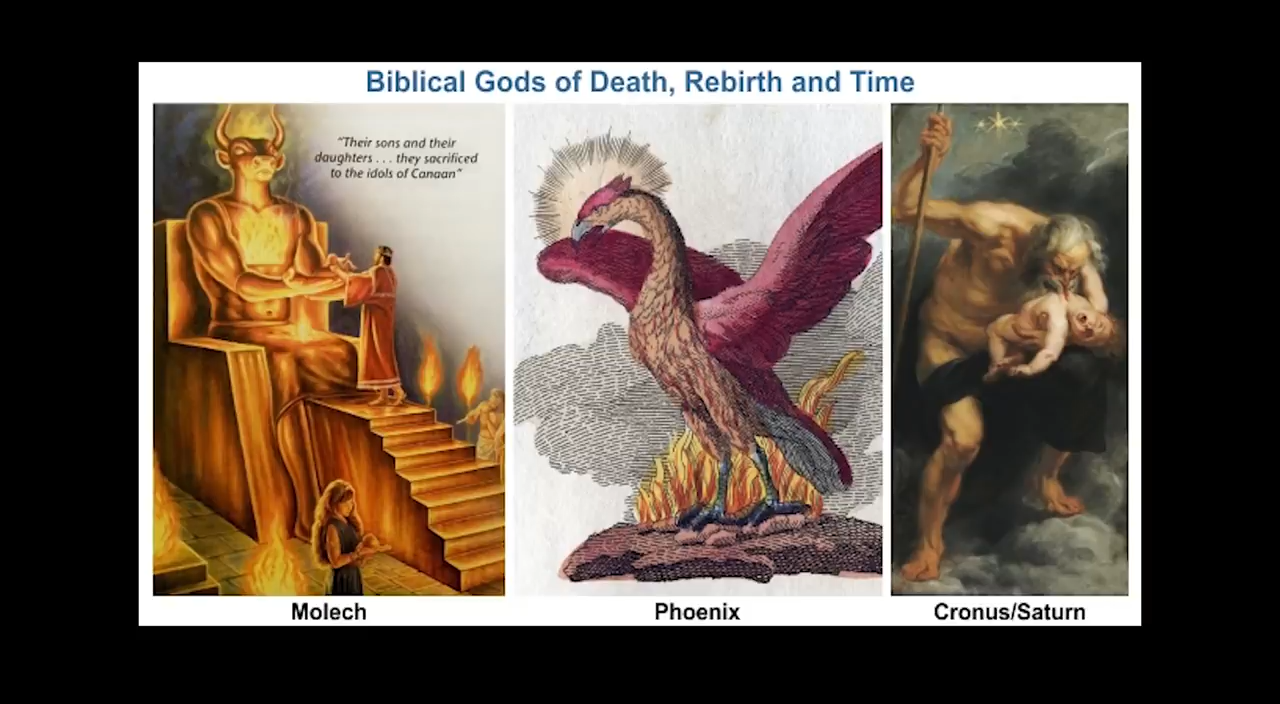 Biblical Gods of Death, Rebirth and Time
“Their sons and their
daughters . . . they sacrificed
to the idols of Canaan”
Molech
Phoenix
Cronus/Saturn